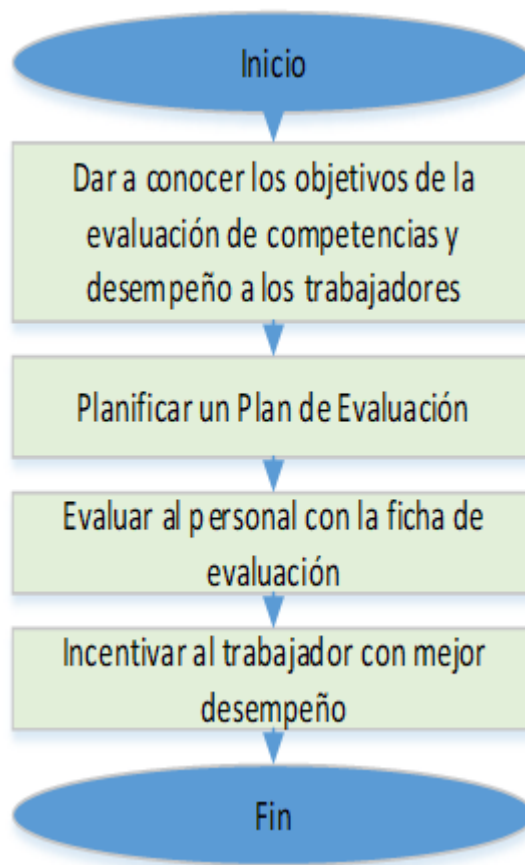 Inicio
Dar a conocer los objetivos de la
evaluación de competencias y
desempeño a los trabajadores
Planificar un Plan de Evaluación
Evaluar al personal con la ficha de
evaluación
Incentivar al trabajador con mejor
desempeño
Fin